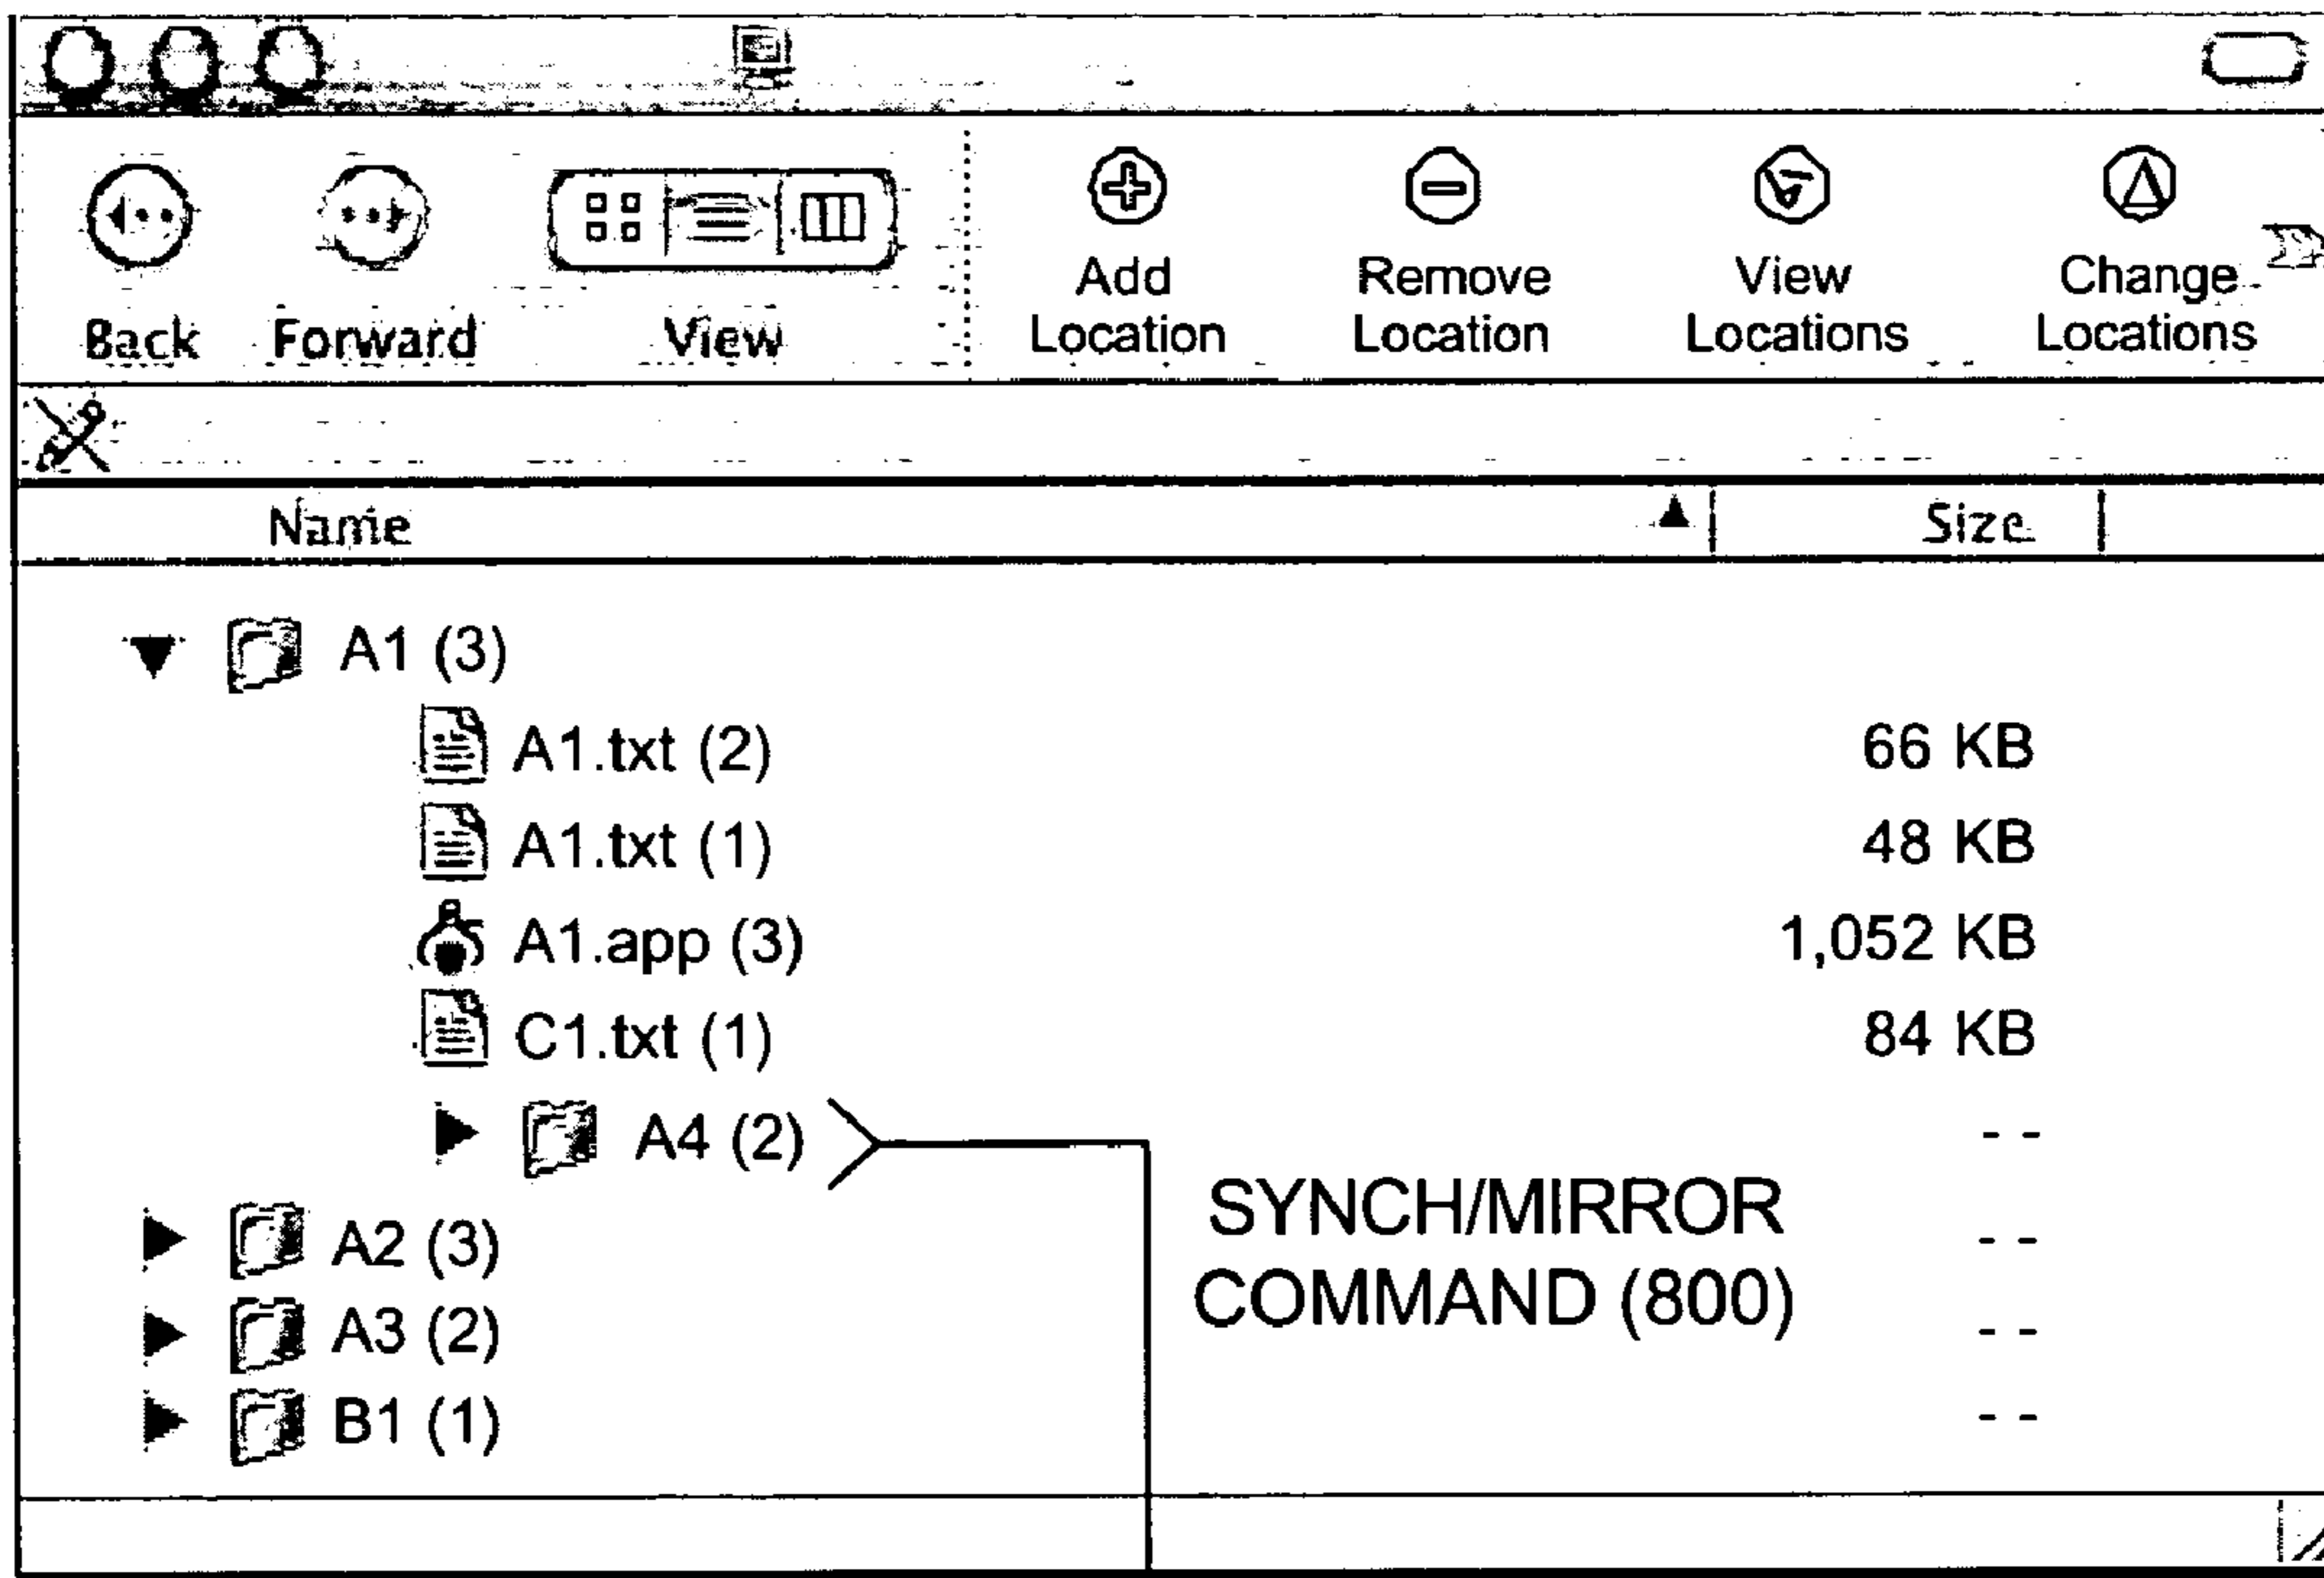 Back Forward View
Add Location
Remove Location
View Locations
Change Locations
Name Size
A1 (3)
A1.txt (2) 66 KB
A1.txt (1) 48 KB
A1.app (3) 1,052 KB
C1.txt (1) 84 KB
A4 (2) - -
SYNCH/MIRROR
COMMAND (800)
A2 (3) - -
A3 (2) - -
B1 (1) - -